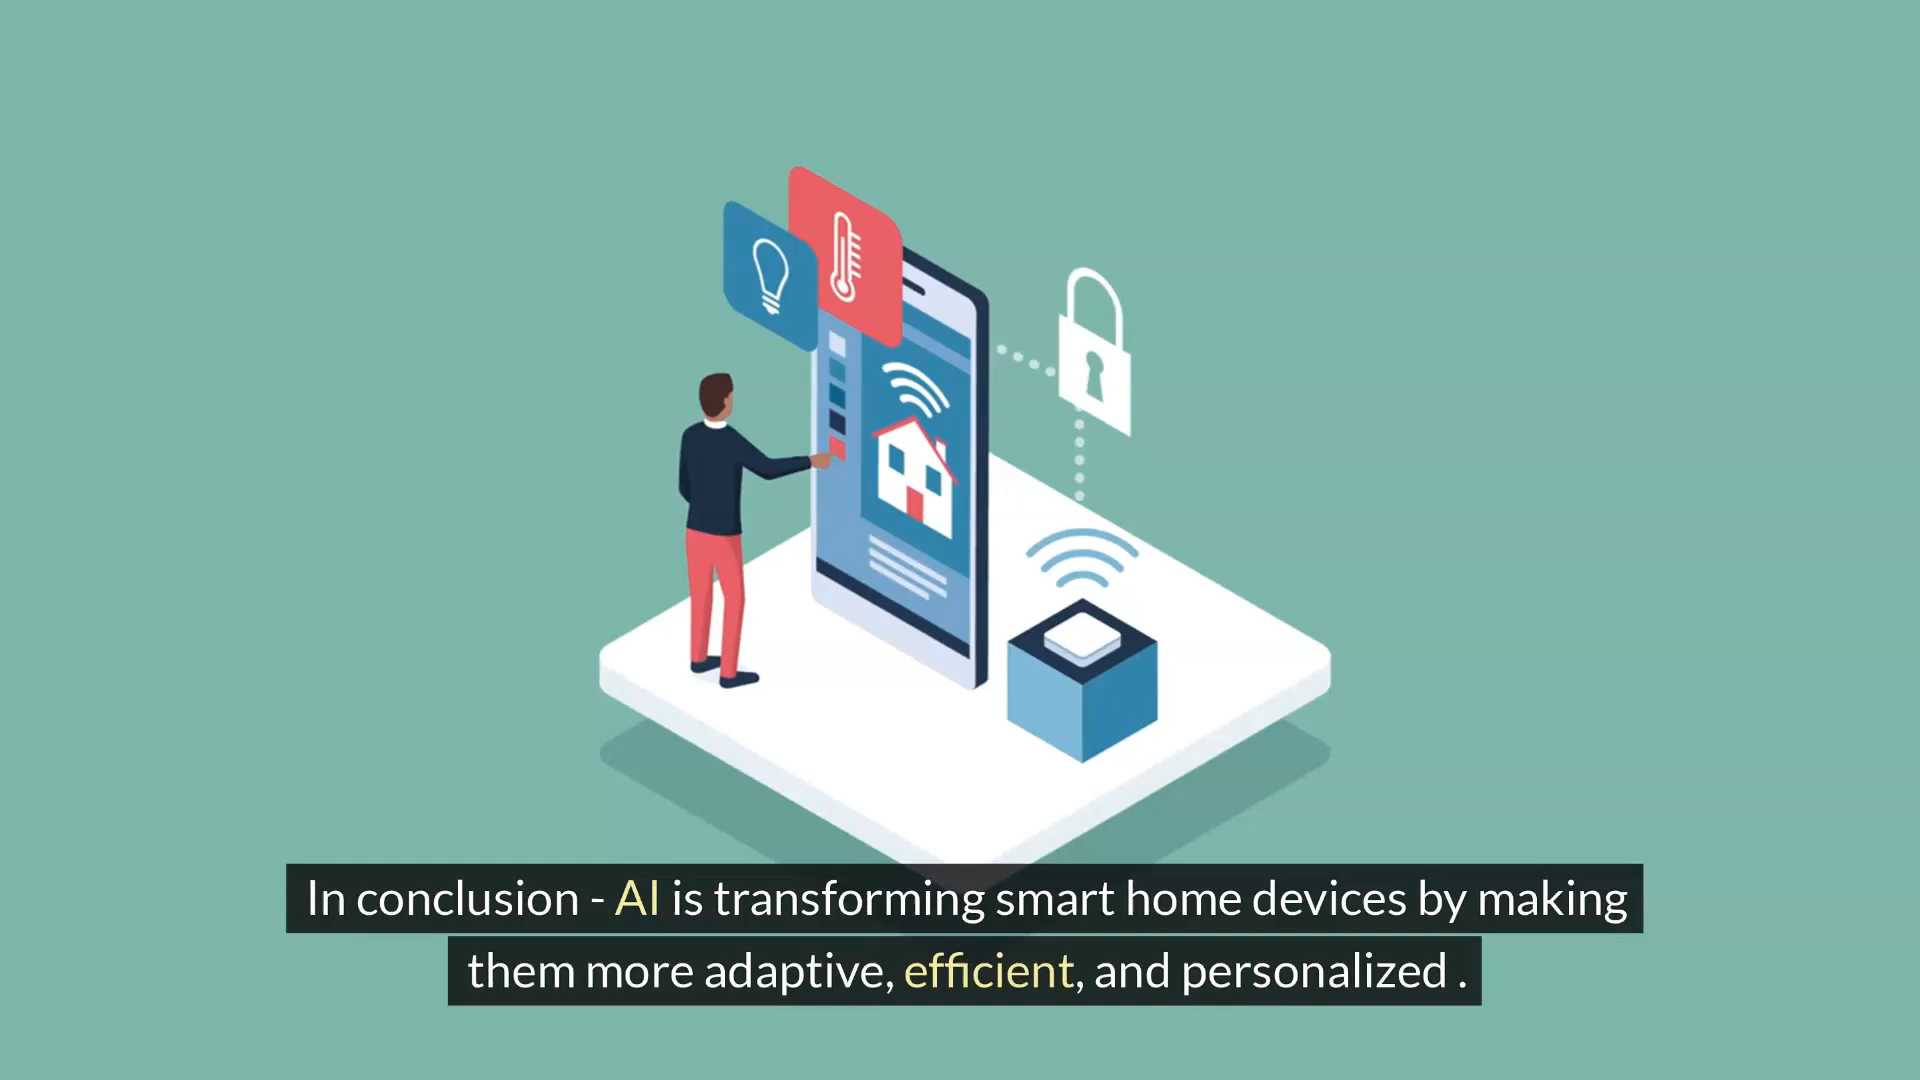 In conclusion - AI is transforming smart home devices by making
them more adaptive, efficient, and personalized .